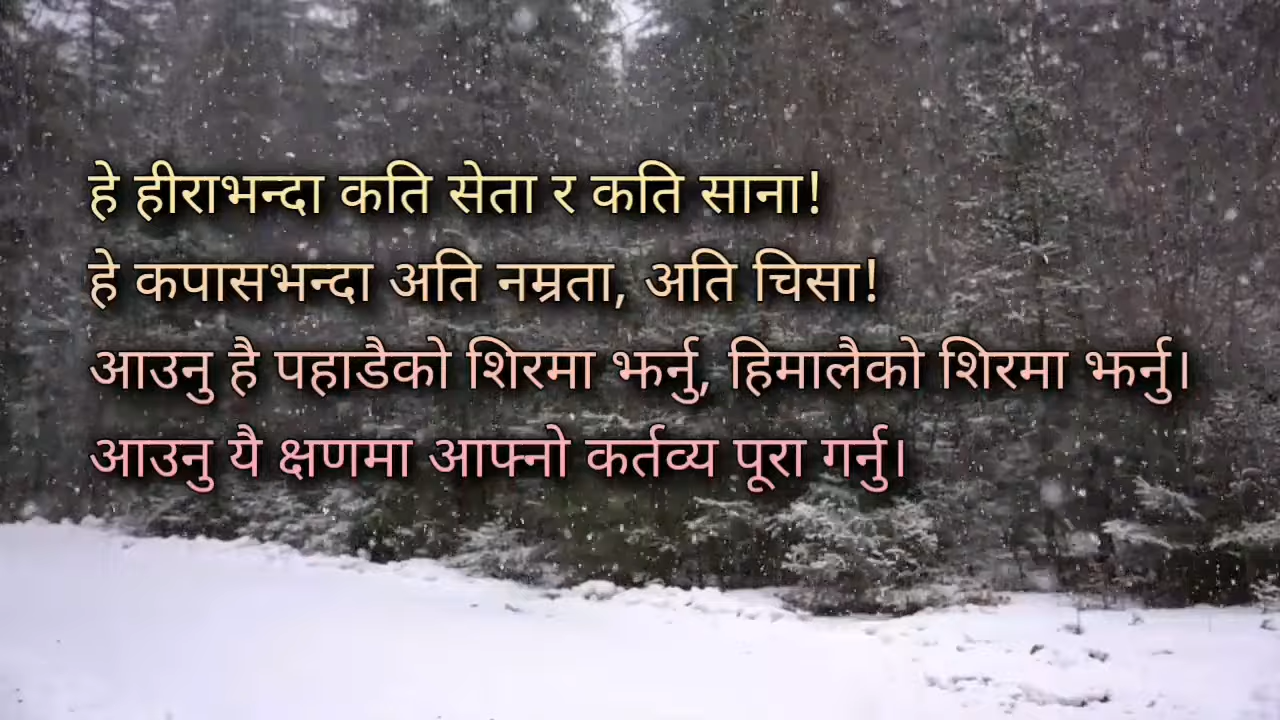 हे हीराभन्दा कति सेता र कति साना!
हे कपासभन्दा अति नम्रता, अति चिसा!
आउनु है पहाडैको शिरमा झर्नु, हिमालैको शिरमा झर्नु।
आउनु यै क्षणमा आफ्नो कर्तव्य पूरा गर्नु।